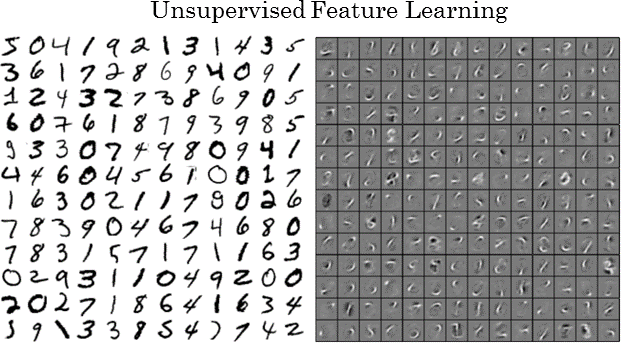 Unsupervised Feature Learning
5 0 4 1 9 2 1 3 1 4 3 5
3 6 1 7 2 8 6 9 4 0 9 1
1 2 4 3 2 7 3 8 6 9 0 5
6 0 7 6 1 8 7 9 3 9 8 5
9 3 3 0 7 4 9 8 0 9 4 1
4 4 6 0 4 5 6 1 0 0 1 7
1 6 3 0 2 1 1 7 9 0 2 6
7 8 3 9 0 4 6 7 4 6 8 0
7 8 3 1 5 7 1 7 1 1 6 3
0 2 9 3 1 1 0 4 9 2 0 0
2 0 2 7 1 8 6 4 1 6 3 4
9 1 3 3 8 5 4 7 7 4 2